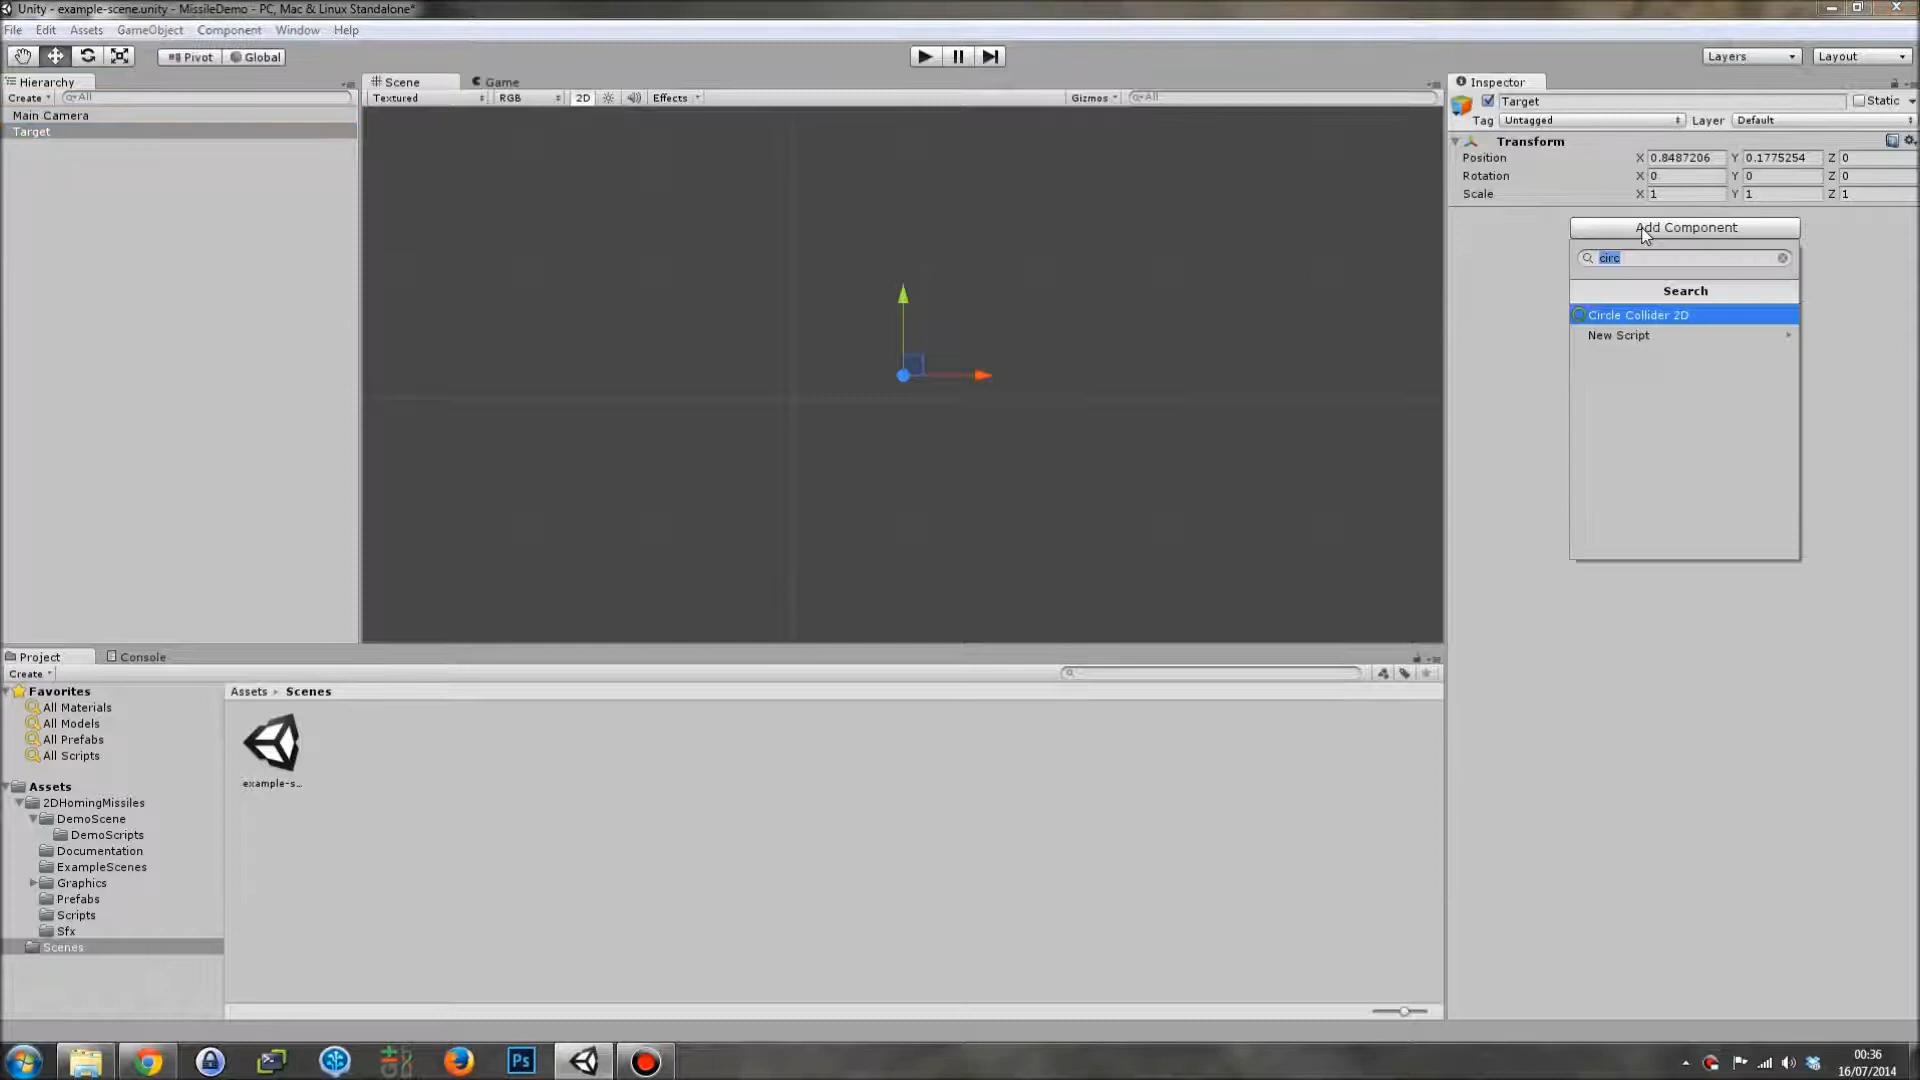 Unity - example-scene.unity - MissileDemo - PC, Mac & Linux Standalone*
File Edit Assets GameObject Component Window Help
Pivot Global Layers Layout
Hierarchy
Create All
Main Camera
Target
Scene Game
Textured RGB 2D Effects Gizmos All
Inspector
Target Static
Tag Untagged Layer Default
Transform
Position X 0.8487206 Y 0.1775254 Z 0
Rotation X 0 Y 0 Z 0
Scale X 1 Y 1 Z 1
Add Component
circ
Search
Circle Collider 2D
New Script
Project Console
Create
Favorites
All Materials
All Models
All Prefabs
All Scripts
Assets
2DHomingMissiles
DemoScene
DemoScripts
Documentation
ExampleScenes
Graphics
Prefabs
Scripts
Sfx
Scenes
Assets Scenes
example-s...
Ps
00:36
16/07/2014